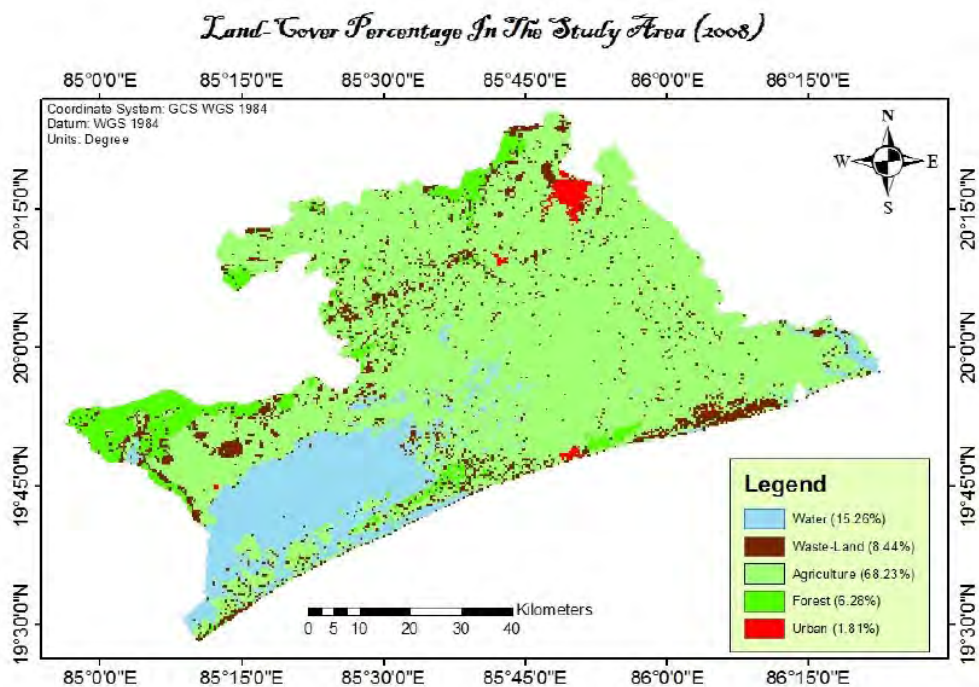 Land-Cover Percentage In The Study Area (2008)
85°0'0"E 85°15'0"E 85°30'0"E 85°45'0"E 86°0'0"E 86°15'0"E
Coordinate System: GCS WGS 1984
Datum: WGS 1984
Units: Degree
N
W E
S
20°15'0"N 20°15'0"N
20°0'0"N 20°0'0"N
19°45'0"N 19°45'0"N
19°30'0"N 19°30'0"N
Legend
Water (15.26%)
Waste-Land (8.44%)
Agriculture (68.23%)
Forest (6.28%)
Urban (1.81%)
Kilometers
0 5 10 20 30 40
85°0'0"E 85°15'0"E 85°30'0"E 85°45'0"E 86°0'0"E 86°15'0"E